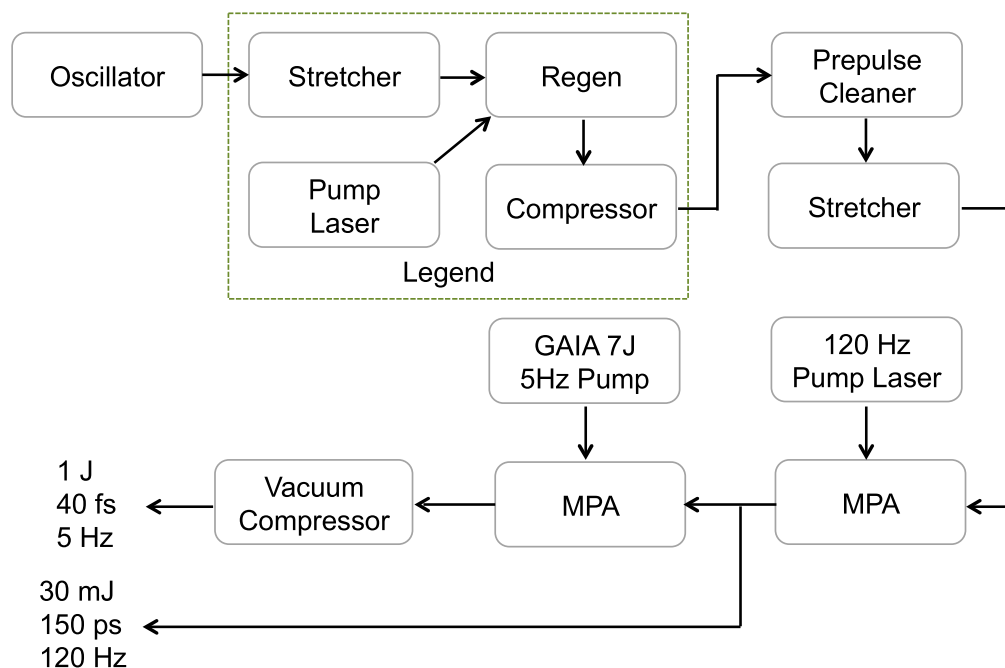 Oscillator
Stretcher
Regen
Prepulse
Cleaner
Pump
Laser
Compressor
Stretcher
Legend
GAIA 7J
5Hz Pump
120 Hz
Pump Laser
1 J
40 fs
5 Hz
Vacuum
Compressor
MPA
MPA
30 mJ
150 ps
120 Hz